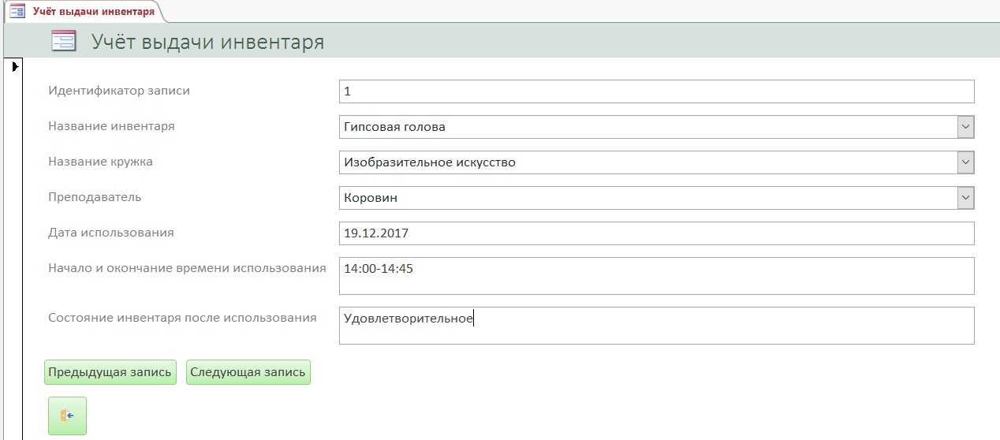 Учёт выдачи инвентаря
Учёт выдачи инвентаря
Идентификатор записи 1
Название инвентаря Гипсовая голова
Название кружка Изобразительное искусство
Преподаватель Коровин
Дата использования 19.12.2017
Начало и окончание времени использования 14:00-14:45
Состояние инвентаря после использования Удовлетворительное
Предыдущая запись Следующая запись